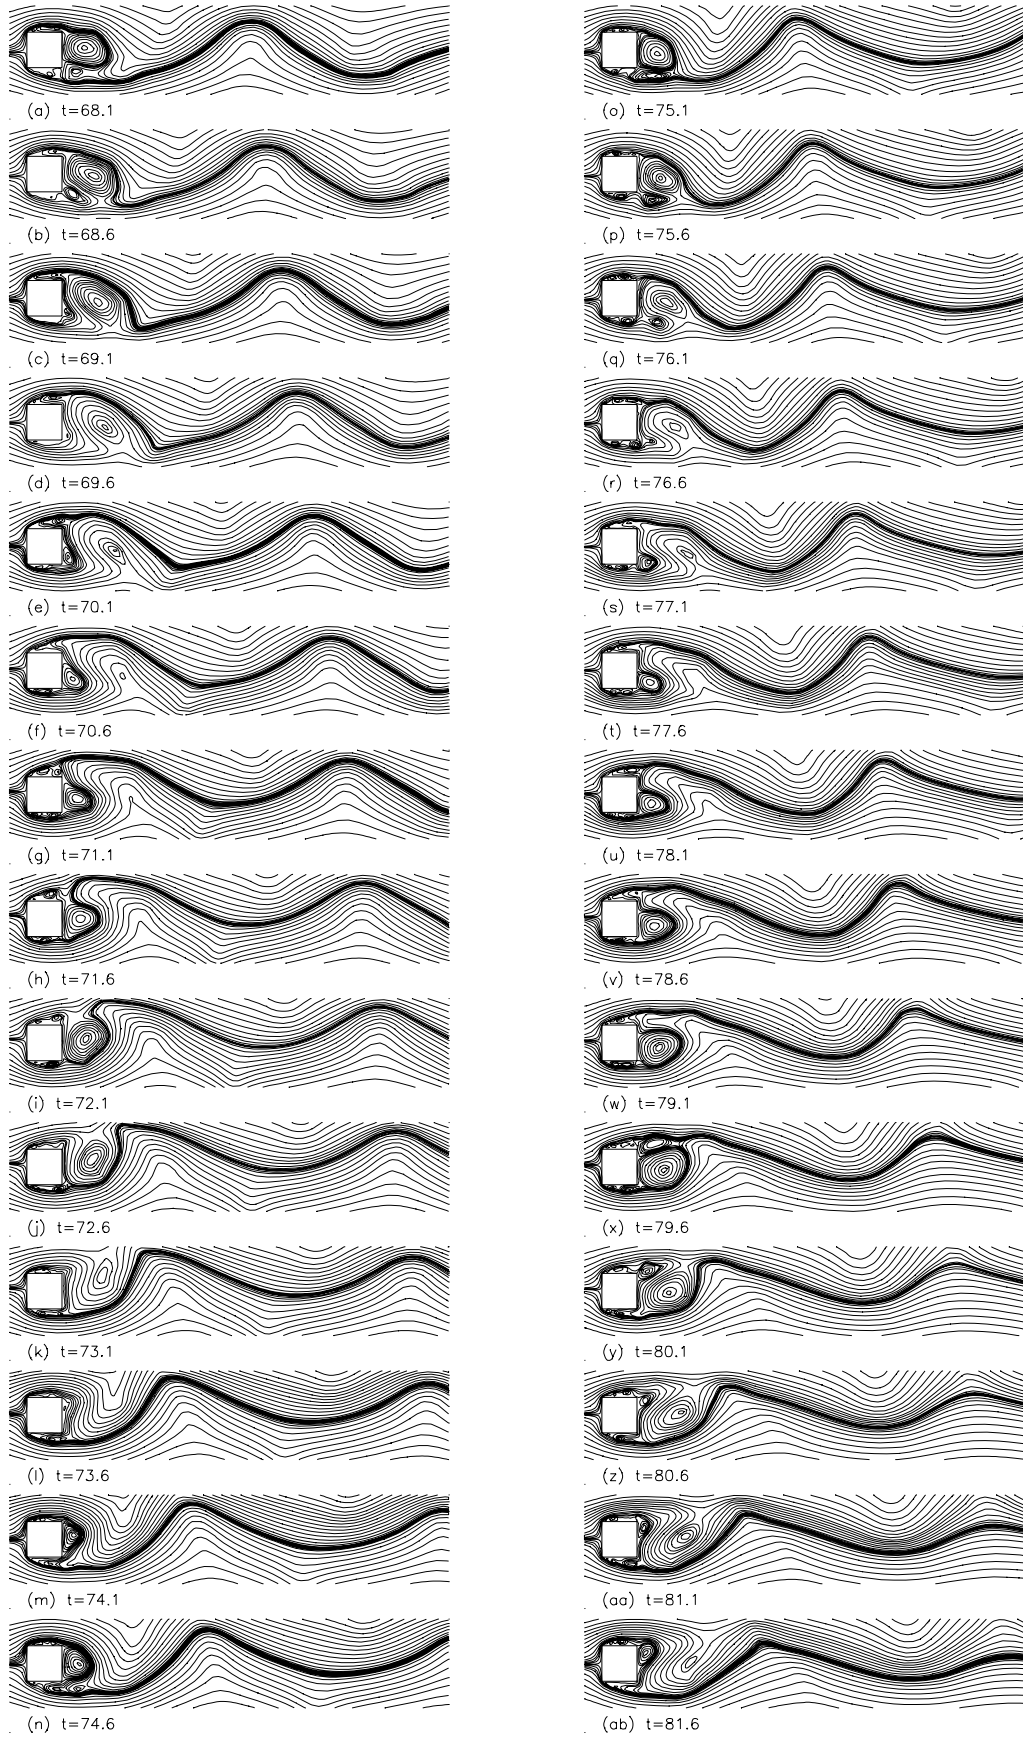 (a) t=68.1
(b) t=68.6
(c) t=69.1
(d) t=69.6
(e) t=70.1
(f) t=70.6
(g) t=71.1
(h) t=71.6
(i) t=72.1
(j) t=72.6
(k) t=73.1
(l) t=73.6
(m) t=74.1
(n) t=74.6
(o) t=75.1
(p) t=75.6
(q) t=76.1
(r) t=76.6
(s) t=77.1
(t) t=77.6
(u) t=78.1
(v) t=78.6
(w) t=79.1
(x) t=79.6
(y) t=80.1
(z) t=80.6
(aa) t=81.1
(ab) t=81.6